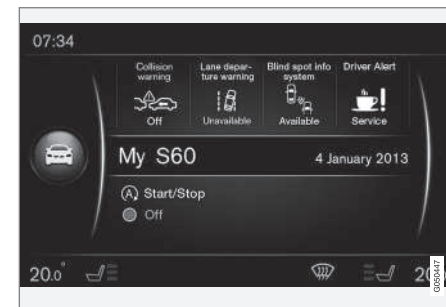 07:34
Collision warning
Off
Lane depar-
ture warning
Unavailable
Blind spot info
system
Available
Driver Alert
Service
My S60
4 January 2013
A Start/Stop
Off
20.0°
20
G050447